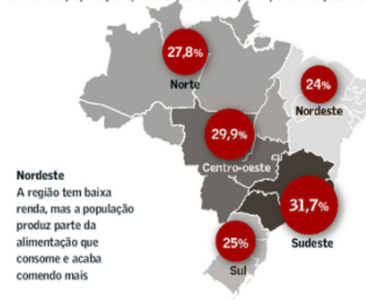 27,8%
Norte
24%
Nordeste
29,9%
Centro-oeste
31,7%
Sudeste
25%
Sul
Nordeste
A região tem baixa
renda, mas a população
produz parte da
alimentação que
consome e acaba
comendo mais